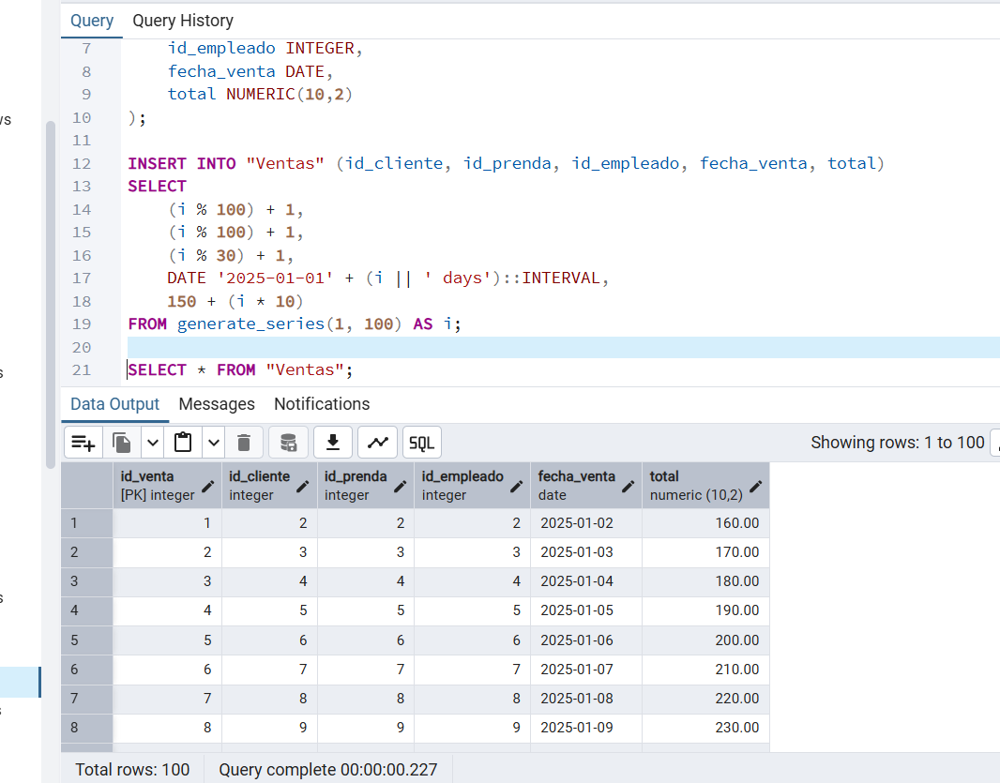 Query Query History
7 id_empleado INTEGER,
8 fecha_venta DATE,
9 total NUMERIC(10,2)
10 );
11
12 INSERT INTO "Ventas" (id_cliente, id_prenda, id_empleado, fecha_venta, total)
13 SELECT
14 (i % 100) + 1,
15 (i % 100) + 1,
16 (i % 30) + 1,
17 DATE '2025-01-01' + (i || ' days')::INTERVAL,
18 150 + (i * 10)
19 FROM generate_series(1, 100) AS i;
20
21 SELECT * FROM "Ventas";
Data Output Messages Notifications
SQL Showing rows: 1 to 100
id_venta id_cliente id_prenda id_empleado fecha_venta total
[PK] integer integer integer integer date numeric (10,2)
1 1 2 2 2 2025-01-02 160.00
2 2 3 3 3 2025-01-03 170.00
3 3 4 4 4 2025-01-04 180.00
4 4 5 5 5 2025-01-05 190.00
5 5 6 6 6 2025-01-06 200.00
6 6 7 7 7 2025-01-07 210.00
7 7 8 8 8 2025-01-08 220.00
8 8 9 9 9 2025-01-09 230.00
Total rows: 100 Query complete 00:00:00.227